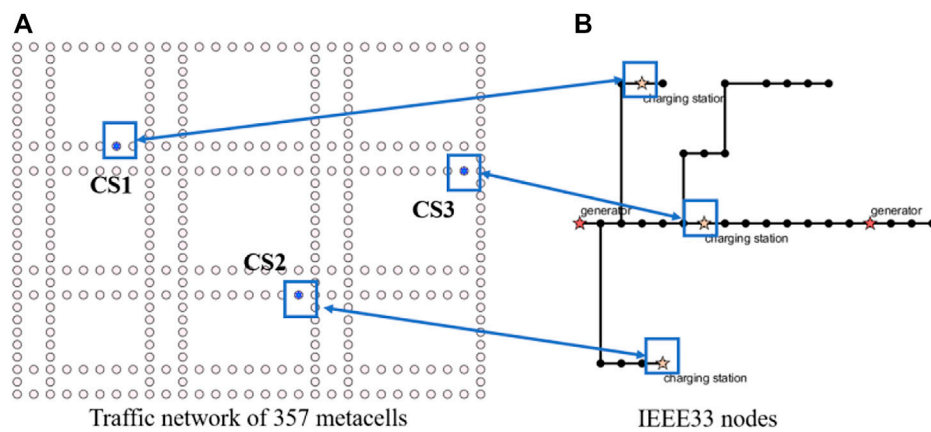 A
B
charging station
CS1
CS3
generator
generator
charging station
CS2
charging station
Traffic network of 357 metacells
IEEE33 nodes